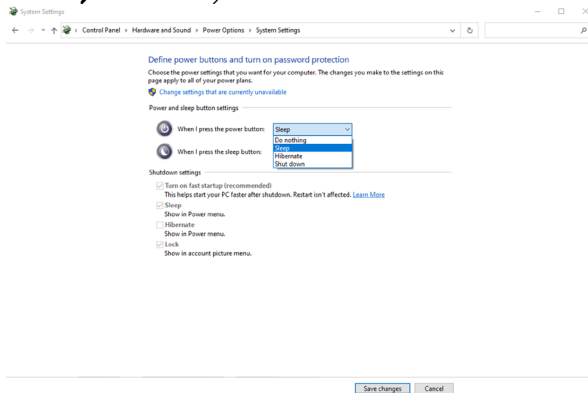 System Settings
Control Panel > Hardware and Sound > Power Options > System Settings
Define power buttons and turn on password protection
Choose the power settings that you want for your computer. The changes you make to the settings on this
page apply to all of your power plans.
Change settings that are currently unavailable
Power and sleep button settings
When I press the power button: Sleep
Do nothing
Sleep
When I press the sleep button: Hibernate
Shut down
Shutdown settings
Turn on fast startup (recommended)
This helps start your PC faster after shutdown. Restart isn't affected. Learn More
Sleep
Show in Power menu.
Hibernate
Show in Power menu.
Lock
Show in account picture menu.
Save changes Cancel